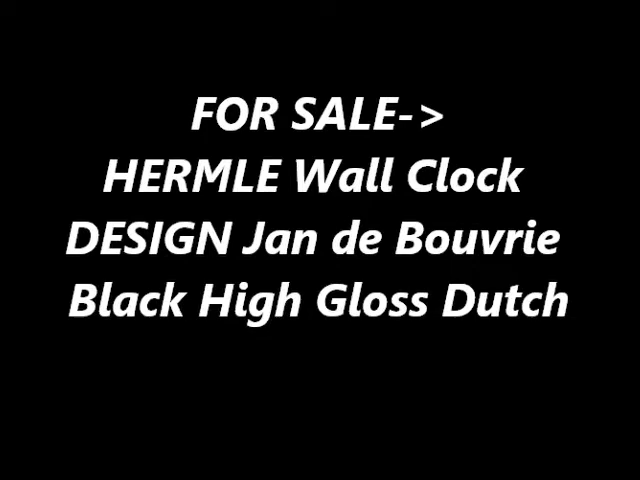 FOR SALE->
HERMLE Wall Clock
DESIGN Jan de Bouvrie
Black High Gloss Dutch